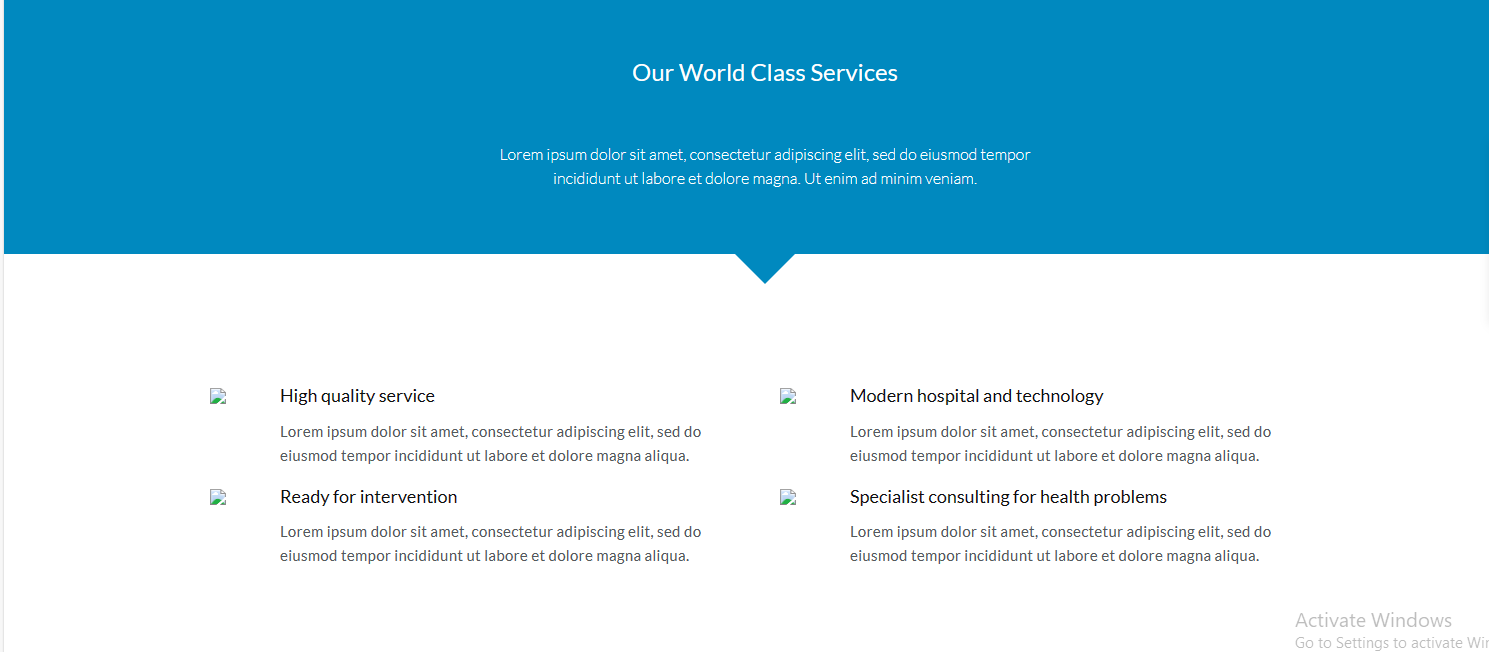 Our World Class Services
Lorem ipsum dolor sit amet, consectetur adipiscing elit, sed do eiusmod tempor
incididunt ut labore et dolore magna. Ut enim ad minim veniam.
High quality service
Lorem ipsum dolor sit amet, consectetur adipiscing elit, sed do
eiusmod tempor incididunt ut labore et dolore magna aliqua.
Modern hospital and technology
Lorem ipsum dolor sit amet, consectetur adipiscing elit, sed do
eiusmod tempor incididunt ut labore et dolore magna aliqua.
Ready for intervention
Lorem ipsum dolor sit amet, consectetur adipiscing elit, sed do
eiusmod tempor incididunt ut labore et dolore magna aliqua.
Specialist consulting for health problems
Lorem ipsum dolor sit amet, consectetur adipiscing elit, sed do
eiusmod tempor incididunt ut labore et dolore magna aliqua.
Activate Windows
Go to Settings to activate